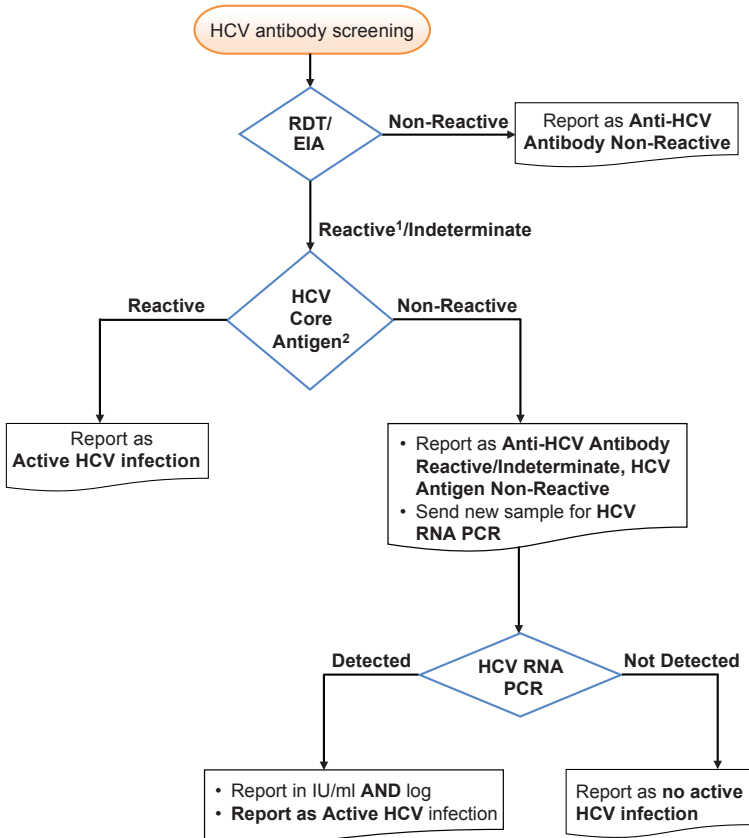 HCV antibody screening
RDT/
EIA
Non-Reactive
Report as Anti-HCV
Antibody Non-Reactive
Reactive¹/Indeterminate
HCV
Core
Antigen²
Reactive
Non-Reactive
Report as
Active HCV infection
• Report as Anti-HCV Antibody
Reactive/Indeterminate, HCV
Antigen Non-Reactive
• Send new sample for HCV
RNA PCR
HCV RNA
PCR
Detected
Not Detected
• Report in IU/ml AND log
• Report as Active HCV infection
Report as no active
HCV infection